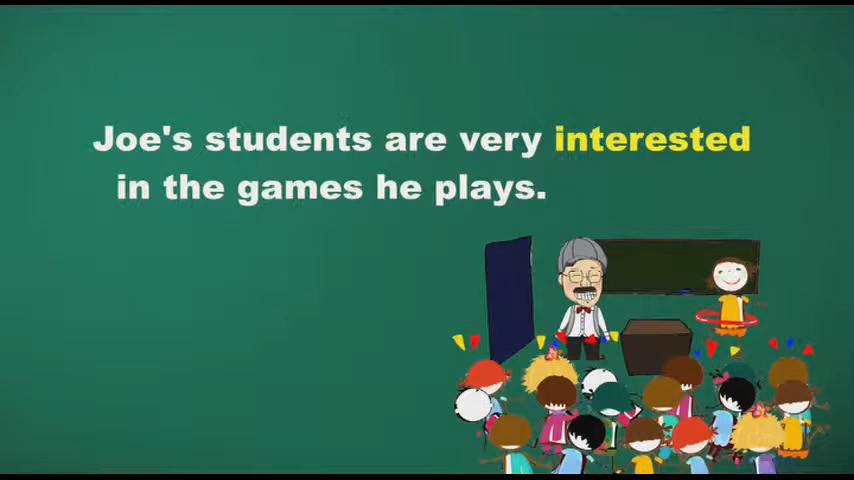 Joe's students are very interested
in the games he plays.